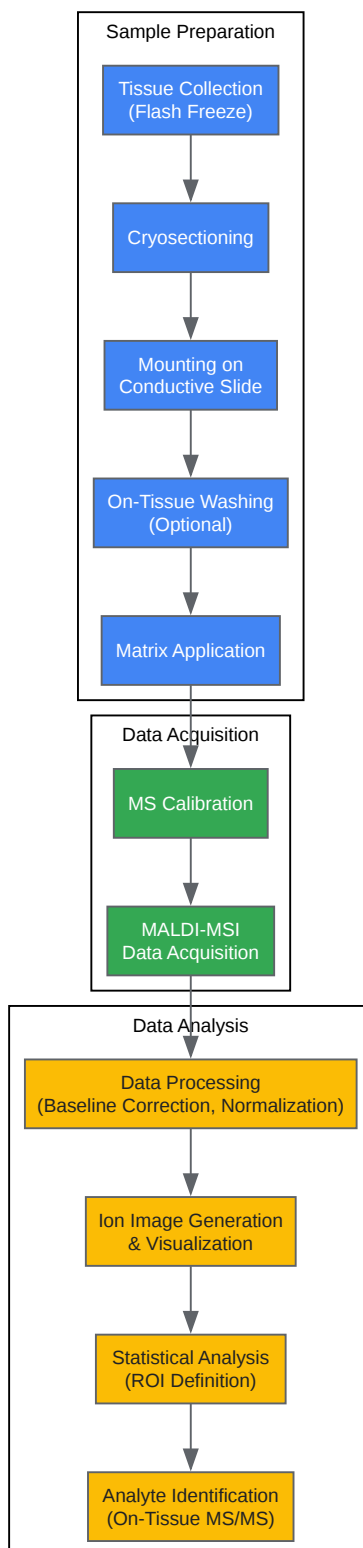 Sample Preparation
Tissue Collection
(Flash Freeze)
Cryosectioning
Mounting on
Conductive Slide
On-Tissue Washing
(Optional)
Matrix Application
Data Acquisition
MS Calibration
MALDI-MSI
Data Acquisition
Data Analysis
Data Processing
(Baseline Correction, Normalization)
Ion Image Generation
& Visualization
Statistical Analysis
(ROI Definition)
Analyte Identification
(On-Tissue MS/MS)